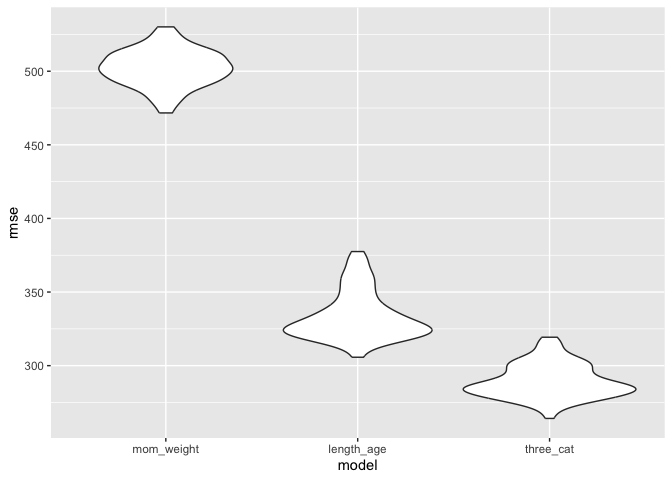 rmse
500
450
400
350
300
mom_weight
length_age
three_cat
model